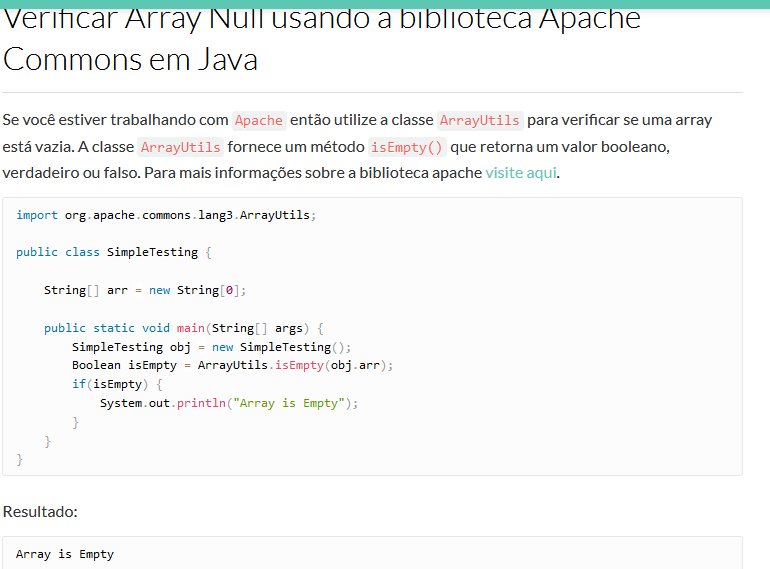 Verificar Array Null usando a biblioteca Apache
Commons em Java
Se você estiver trabalhando com Apache então utilize a classe ArrayUtils para verificar se uma array
está vazia. A classe ArrayUtils fornece um método isEmpty() que retorna um valor booleano,
verdadeiro ou falso. Para mais informações sobre a biblioteca apache visite aqui.
import org.apache.commons.lang3.ArrayUtils;
public class SimpleTesting {
String[] arr = new String[0];
public static void main(String[] args) {
SimpleTesting obj = new SimpleTesting();
Boolean isEmpty = ArrayUtils.isEmpty(obj.arr);
if(isEmpty) {
System.out.println("Array is Empty");
}
}
}
Resultado:
Array is Empty